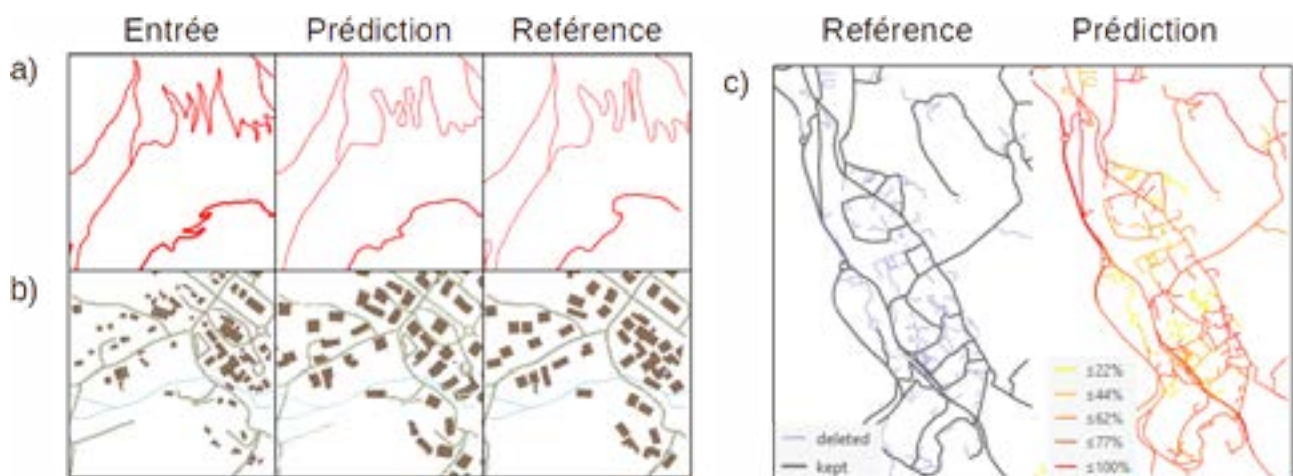 Entrée Prédiction Reférence
a)
b)
Reférence Prédiction
c)
deleted
kept
≤22%
≤44%
≤62%
≤77%
≤100%